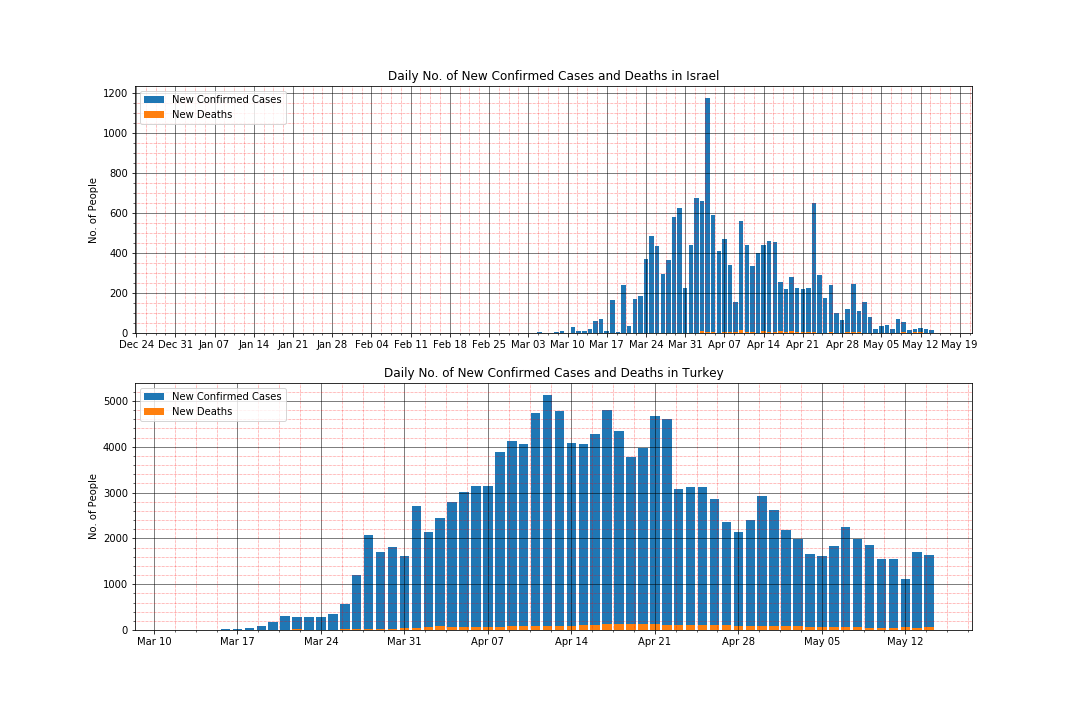 Daily No. of New Confirmed Cases and Deaths in Israel
1200
1000
800
600
400
200
0
No. of People
New Confirmed Cases
New Deaths
Dec 24 Dec 31 Jan 07 Jan 14 Jan 21 Jan 28 Feb 04 Feb 11 Feb 18 Feb 25 Mar 03 Mar 10 Mar 17 Mar 24 Mar 31 Apr 07 Apr 14 Apr 21 Apr 28 May 05 May 12 May 19
Daily No. of New Confirmed Cases and Deaths in Turkey
5000
4000
3000
2000
1000
0
No. of People
New Confirmed Cases
New Deaths
Mar 10 Mar 17 Mar 24 Mar 31 Apr 07 Apr 14 Apr 21 Apr 28 May 05 May 12